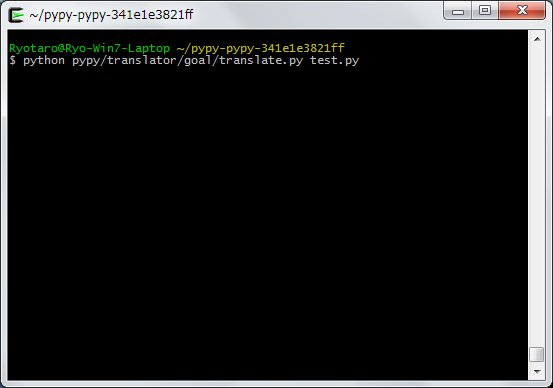 ~/pypy-pypy-341e1e3821ff
Ryotaro@Ryo-Win7-Laptop ~/pypy-pypy-341e1e3821ff
$ python pypy/translator/goal/translate.py test.py